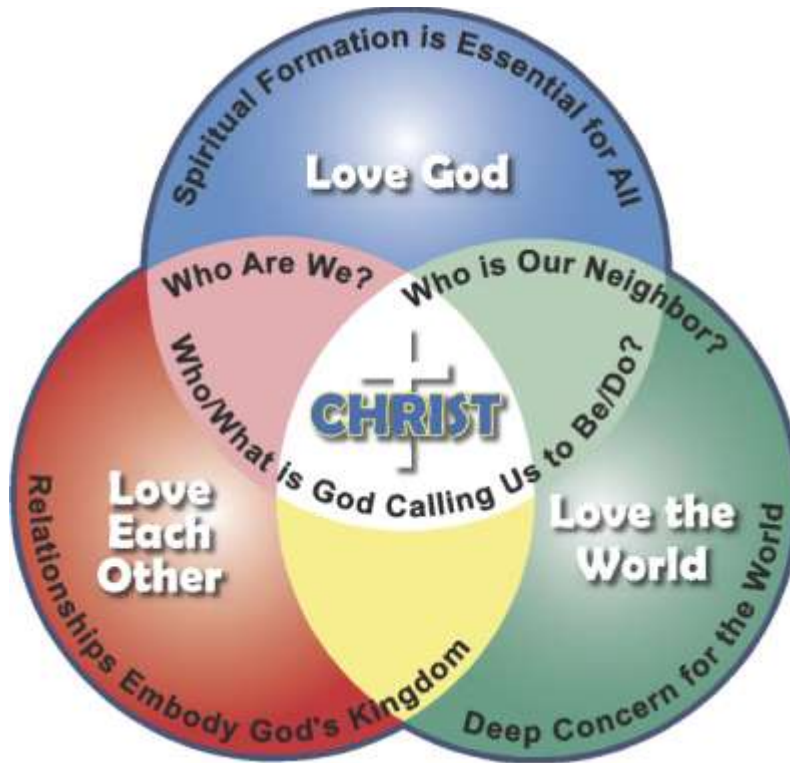 Spiritual Formation is Essential for All
Love God
Who Are We?
Who is Our Neighbor?
CHRIST
Who/What is God Calling Us to Be/Do?
Love
Each
Other
Love the
World
Relationships Embody God's Kingdom
Deep Concern for the World